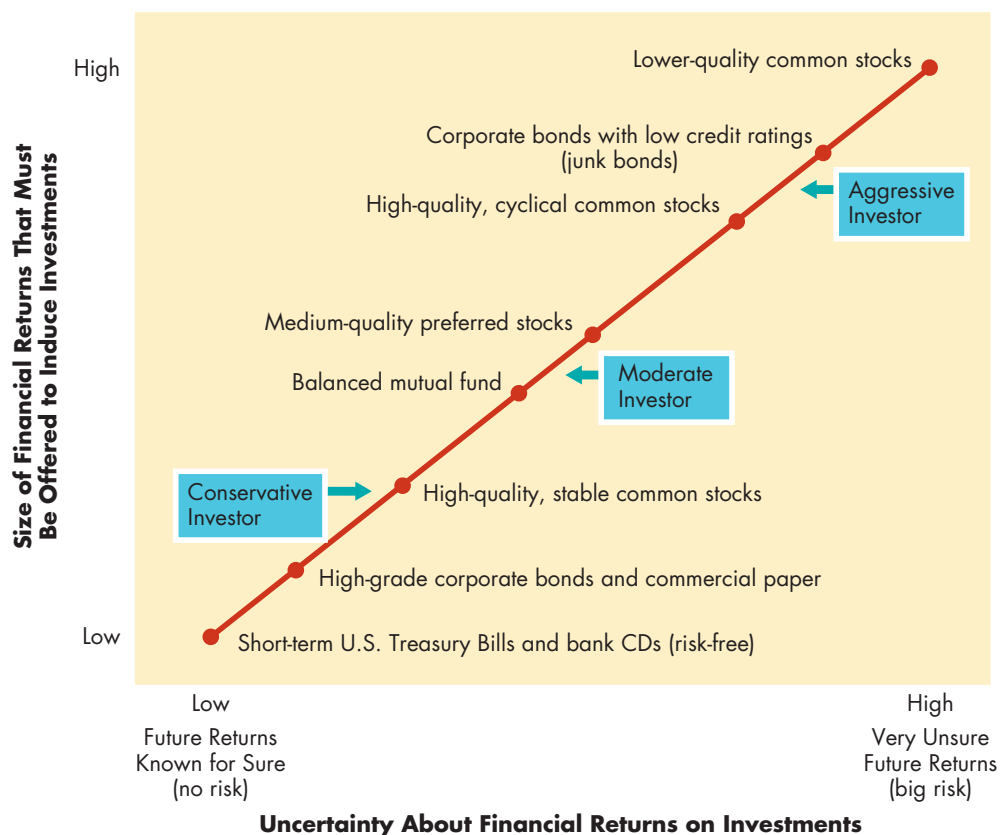 Size of Financial Returns That Must
Be Offered to Induce Investments
High
Low
Lower-quality common stocks
Corporate bonds with low credit ratings
(junk bonds)
Aggressive
Investor
High-quality, cyclical common stocks
Medium-quality preferred stocks
Moderate
Investor
Balanced mutual fund
Conservative
Investor
High-quality, stable common stocks
High-grade corporate bonds and commercial paper
Short-term U.S. Treasury Bills and bank CDs (risk-free)
Low
Future Returns
Known for Sure
(no risk)
High
Very Unsure
Future Returns
(big risk)
Uncertainty About Financial Returns on Investments